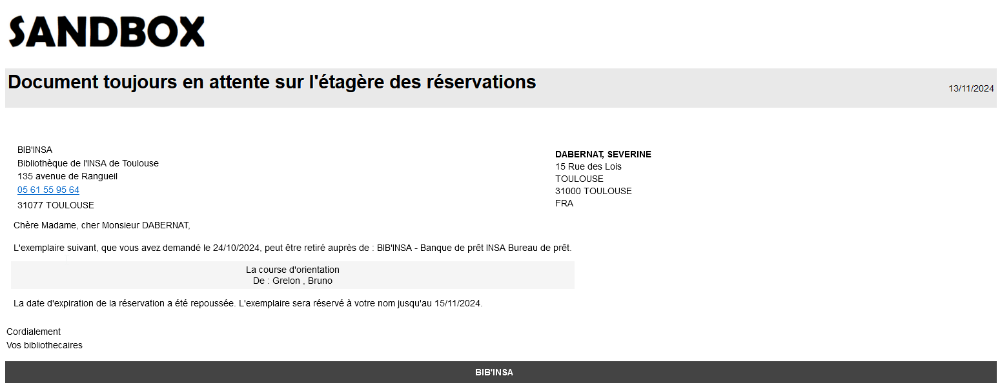 SANDBOX
Document toujours en attente sur l'étagère des réservations
13/11/2024
BIB'INSA
Bibliothèque de l'INSA de Toulouse
135 avenue de Rangueil
05 61 55 95 64
31077 TOULOUSE
DABERNAT, SEVERINE
15 Rue des Lois
TOULOUSE
31000 TOULOUSE
FRA
Chère Madame, cher Monsieur DABERNAT,
L'exemplaire suivant, que vous avez demandé le 24/10/2024, peut être retiré auprès de : BIB'INSA - Banque de prêt INSA Bureau de prêt.
La course d'orientation
De : Grelon , Bruno
La date d'expiration de la réservation a été repoussée. L'exemplaire sera réservé à votre nom jusqu'au 15/11/2024.
Cordialement
Vos bibliothecaires
BIB'INSA